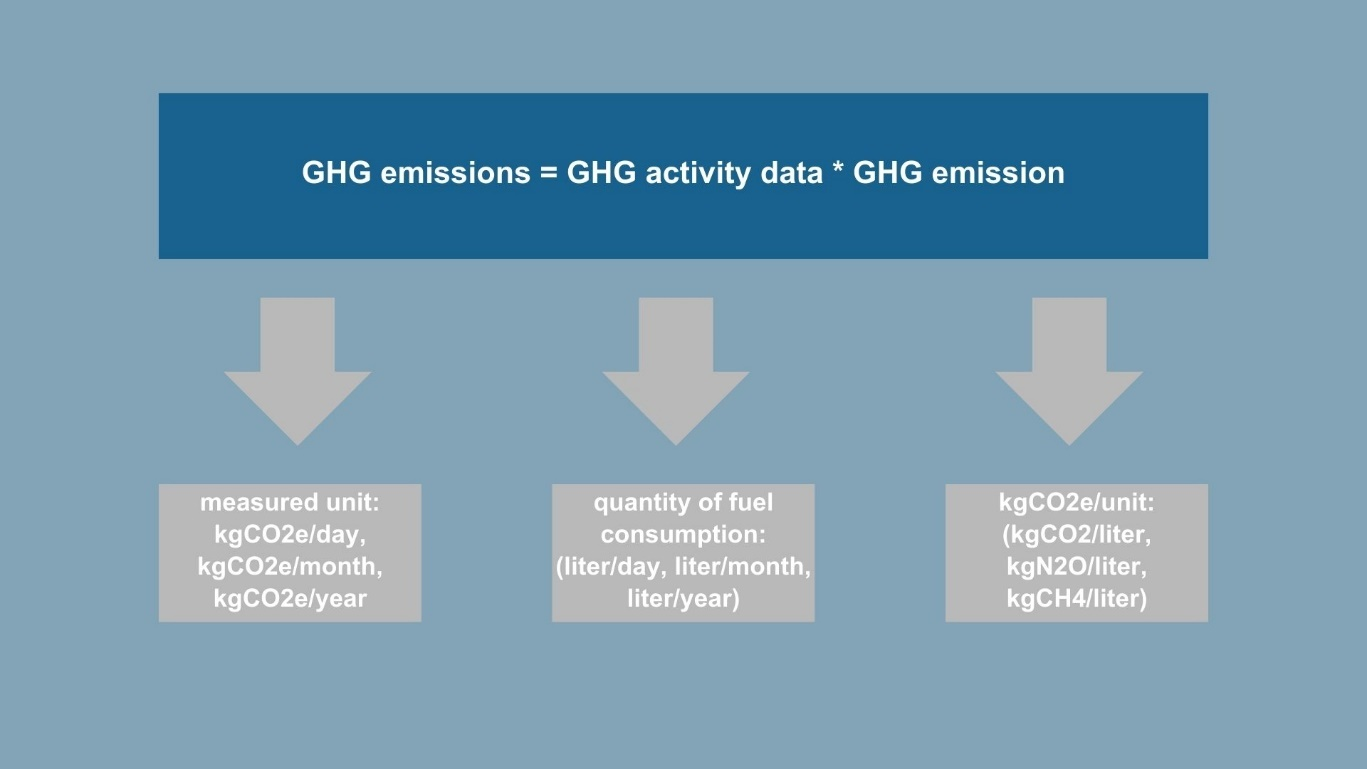 GHG emissions = GHG activity data * GHG emission
measured unit:
kgCO2e/day,
kgCO2e/month,
kgCO2e/year
quantity of fuel
consumption:
(liter/day, liter/month,
liter/year)
kgCO2e/unit:
(kgCO2/liter,
kgN2O/liter,
kgCH4/liter)